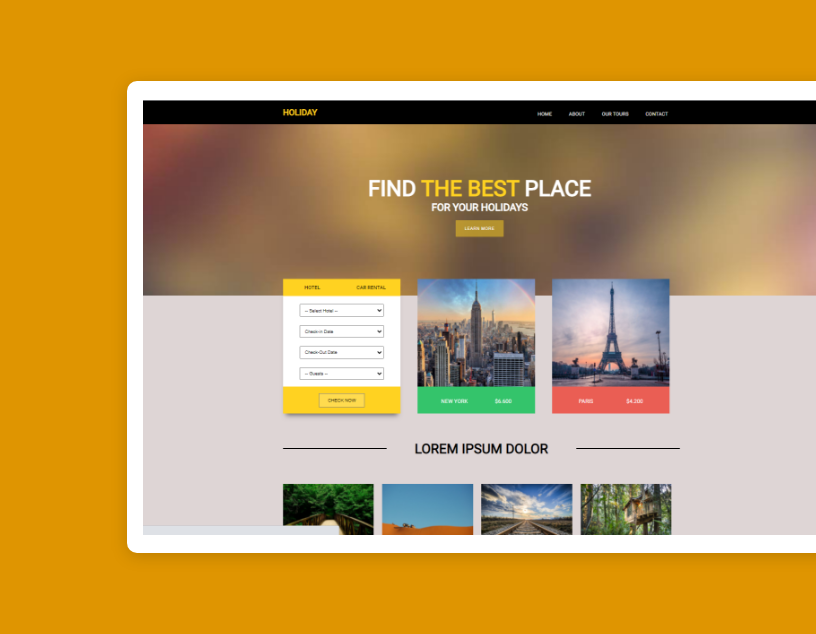 HOLIDAY
HOME ABOUT OUR TOURS CONTACT
FIND THE BEST PLACE
FOR YOUR HOLIDAYS
LEARN MORE
HOTEL CAR RENTAL
-- Select Hotel --
Check-In Date
Check-Out Date
-- Guests --
CHECK NOW
NEW YORK $6.600
PARIS $4.200
LOREM IPSUM DOLOR